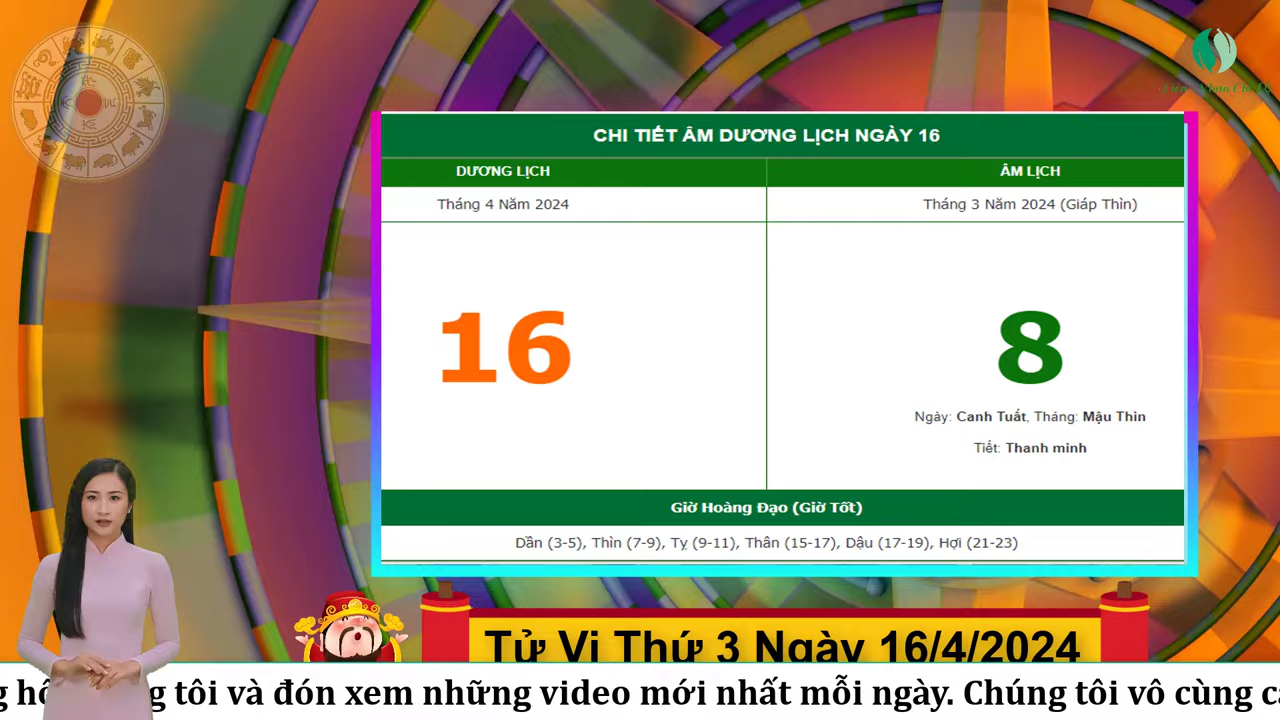 CHI TIẾT ÂM DƯƠNG LỊCH NGÀY 16
DƯƠNG LỊCH
ÂM LỊCH
Tháng 4 Năm 2024
Tháng 3 Năm 2024 (Giáp Thìn)
16
8
Ngày: Canh Tuất, Tháng: Mậu Thìn
Tiết: Thanh minh
Giờ Hoàng Đạo (Giờ Tốt)
Dần (3-5), Thìn (7-9), Tỵ (9-11), Thân (15-17), Dậu (17-19), Hợi (21-23)
Tử Vi Thứ 3 Ngày 16/4/2024
tôi và đón xem những video mới nhất mỗi ngày. Chúng tôi vô cùng